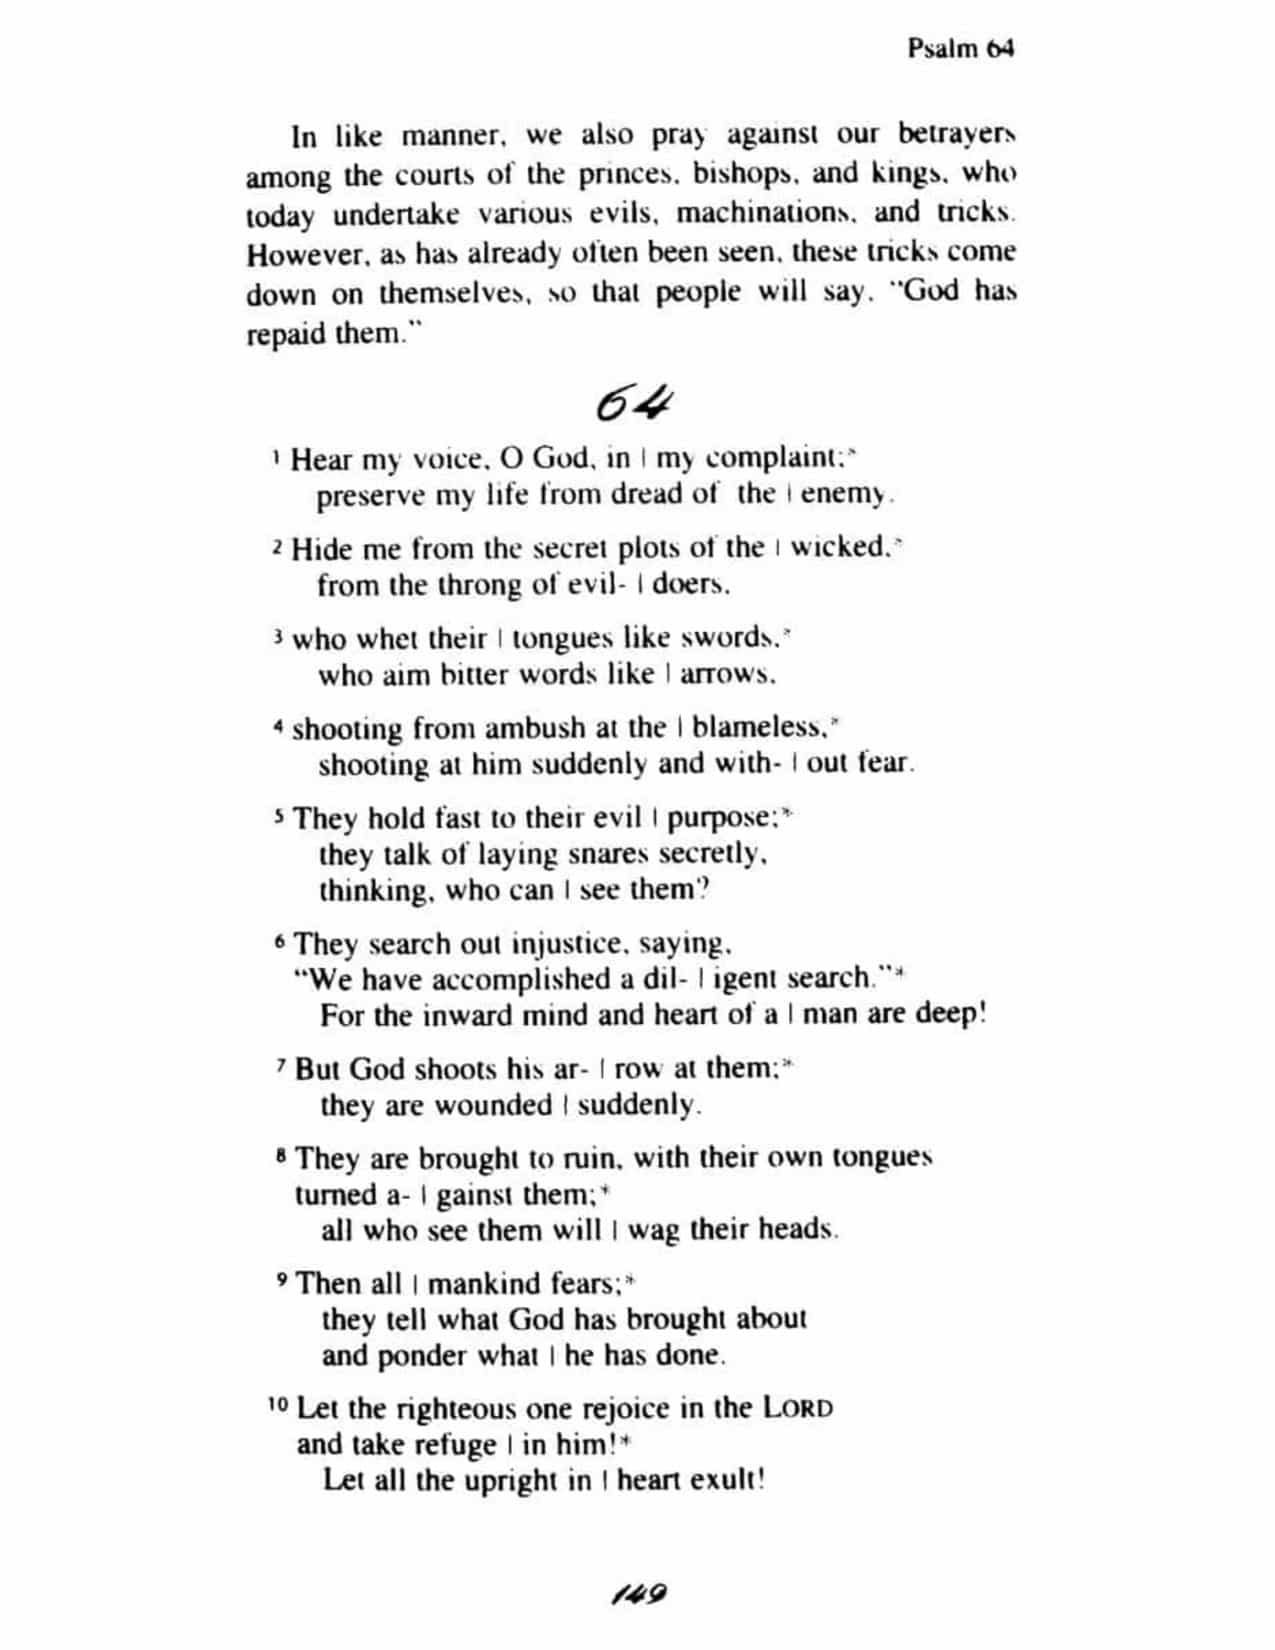 Psalm 64
In like manner, we also pray against our betrayers
among the courts of the princes, bishops, and kings, who
today undertake various evils, machinations, and tricks.
However, as has already often been seen, these tricks come
down on themselves, so that people will say, "God has
repaid them."
64
1 Hear my voice, O God, in | my complaint;*
preserve my life from dread of the | enemy.
2 Hide me from the secret plots of the | wicked,*
from the throng of evil- | doers,
3 who whet their | tongues like swords,*
who aim bitter words like | arrows,
4 shooting from ambush at the | blameless,*
shooting at him suddenly and with- | out fear.
5 They hold fast to their evil | purpose;*
they talk of laying snares secretly,
thinking, who can | see them?
6 They search out injustice, saying,
"We have accomplished a dil- | igent search."*
For the inward mind and heart of a | man are deep!
7 But God shoots his ar- | row at them;*
they are wounded | suddenly.
8 They are brought to ruin, with their own tongues
turned a- | gainst them;*
all who see them will | wag their heads.
9 Then all | mankind fears;*
they tell what God has brought about
and ponder what | he has done.
10 Let the righteous one rejoice in the LORD
and take refuge | in him!*
Let all the upright in | heart exult!
149